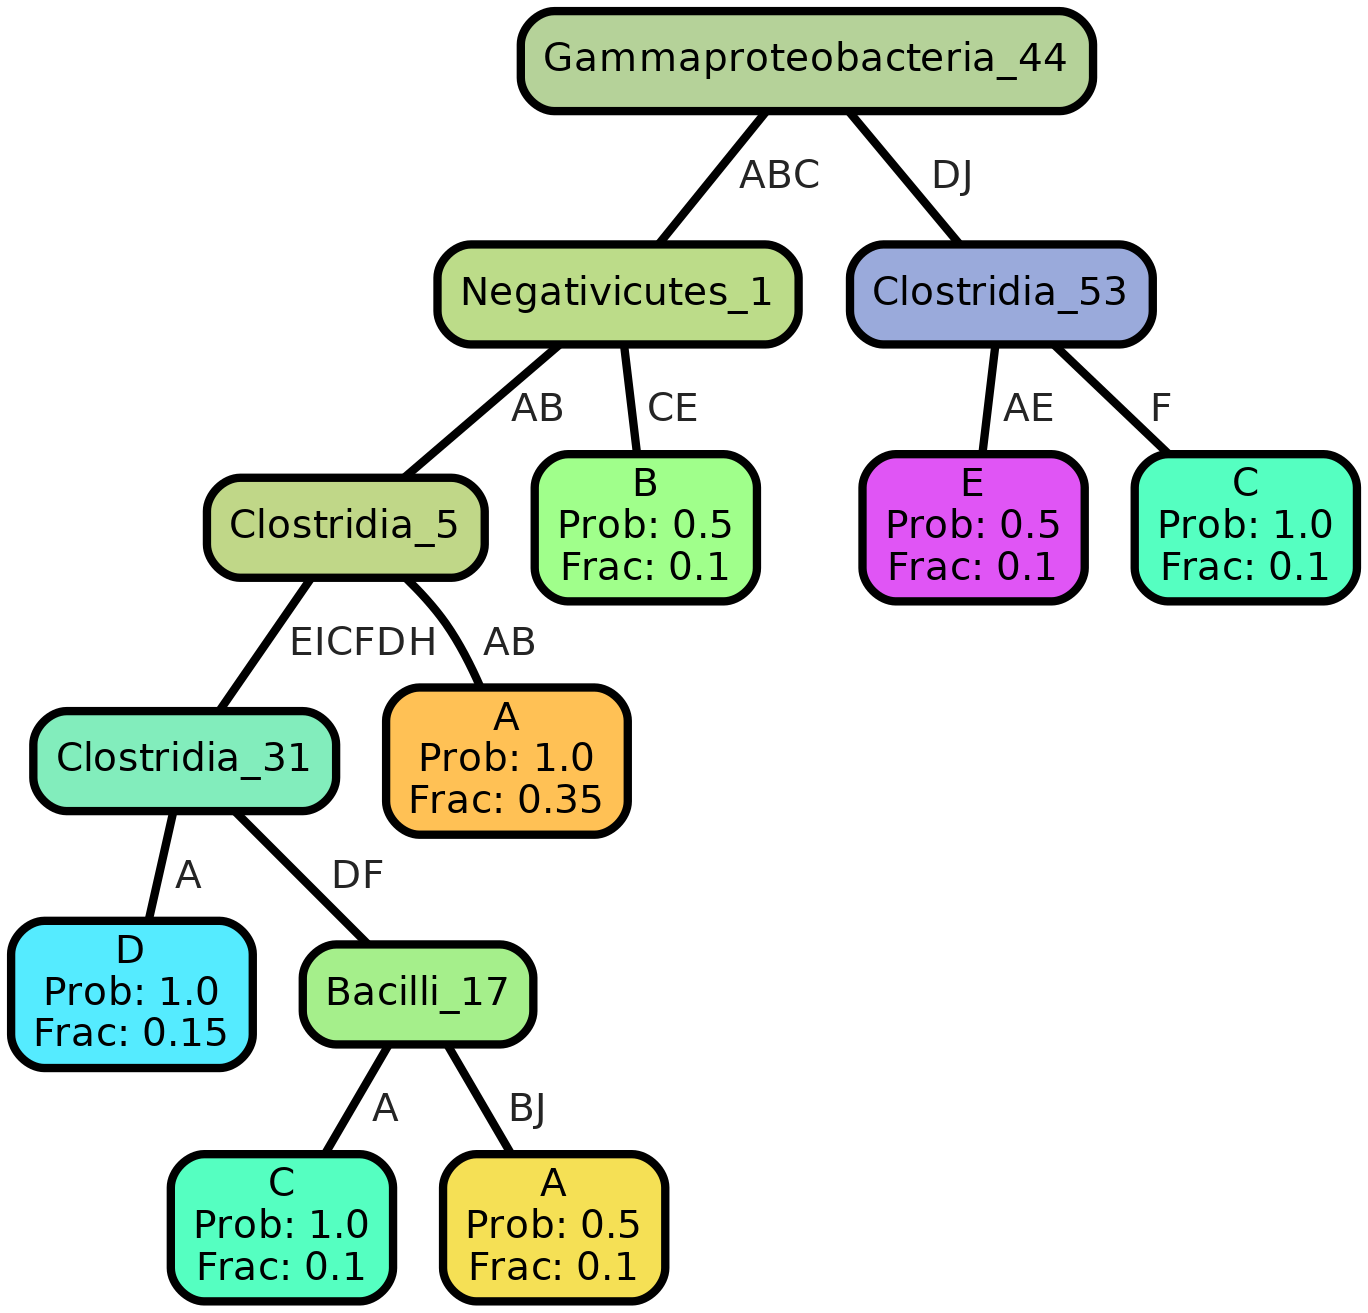 Gammaproteobacteria_44
ABC
DJ
Negativicutes_1
Clostridia_53
AB
CE
AE
F
Clostridia_5
B
Prob: 0.5
Frac: 0.1
E
Prob: 0.5
Frac: 0.1
C
Prob: 1.0
Frac: 0.1
EICFDH
AB
Clostridia_31
A
Prob: 1.0
Frac: 0.35
A
DF
D
Prob: 1.0
Frac: 0.15
Bacilli_17
A
BJ
C
Prob: 1.0
Frac: 0.1
A
Prob: 0.5
Frac: 0.1